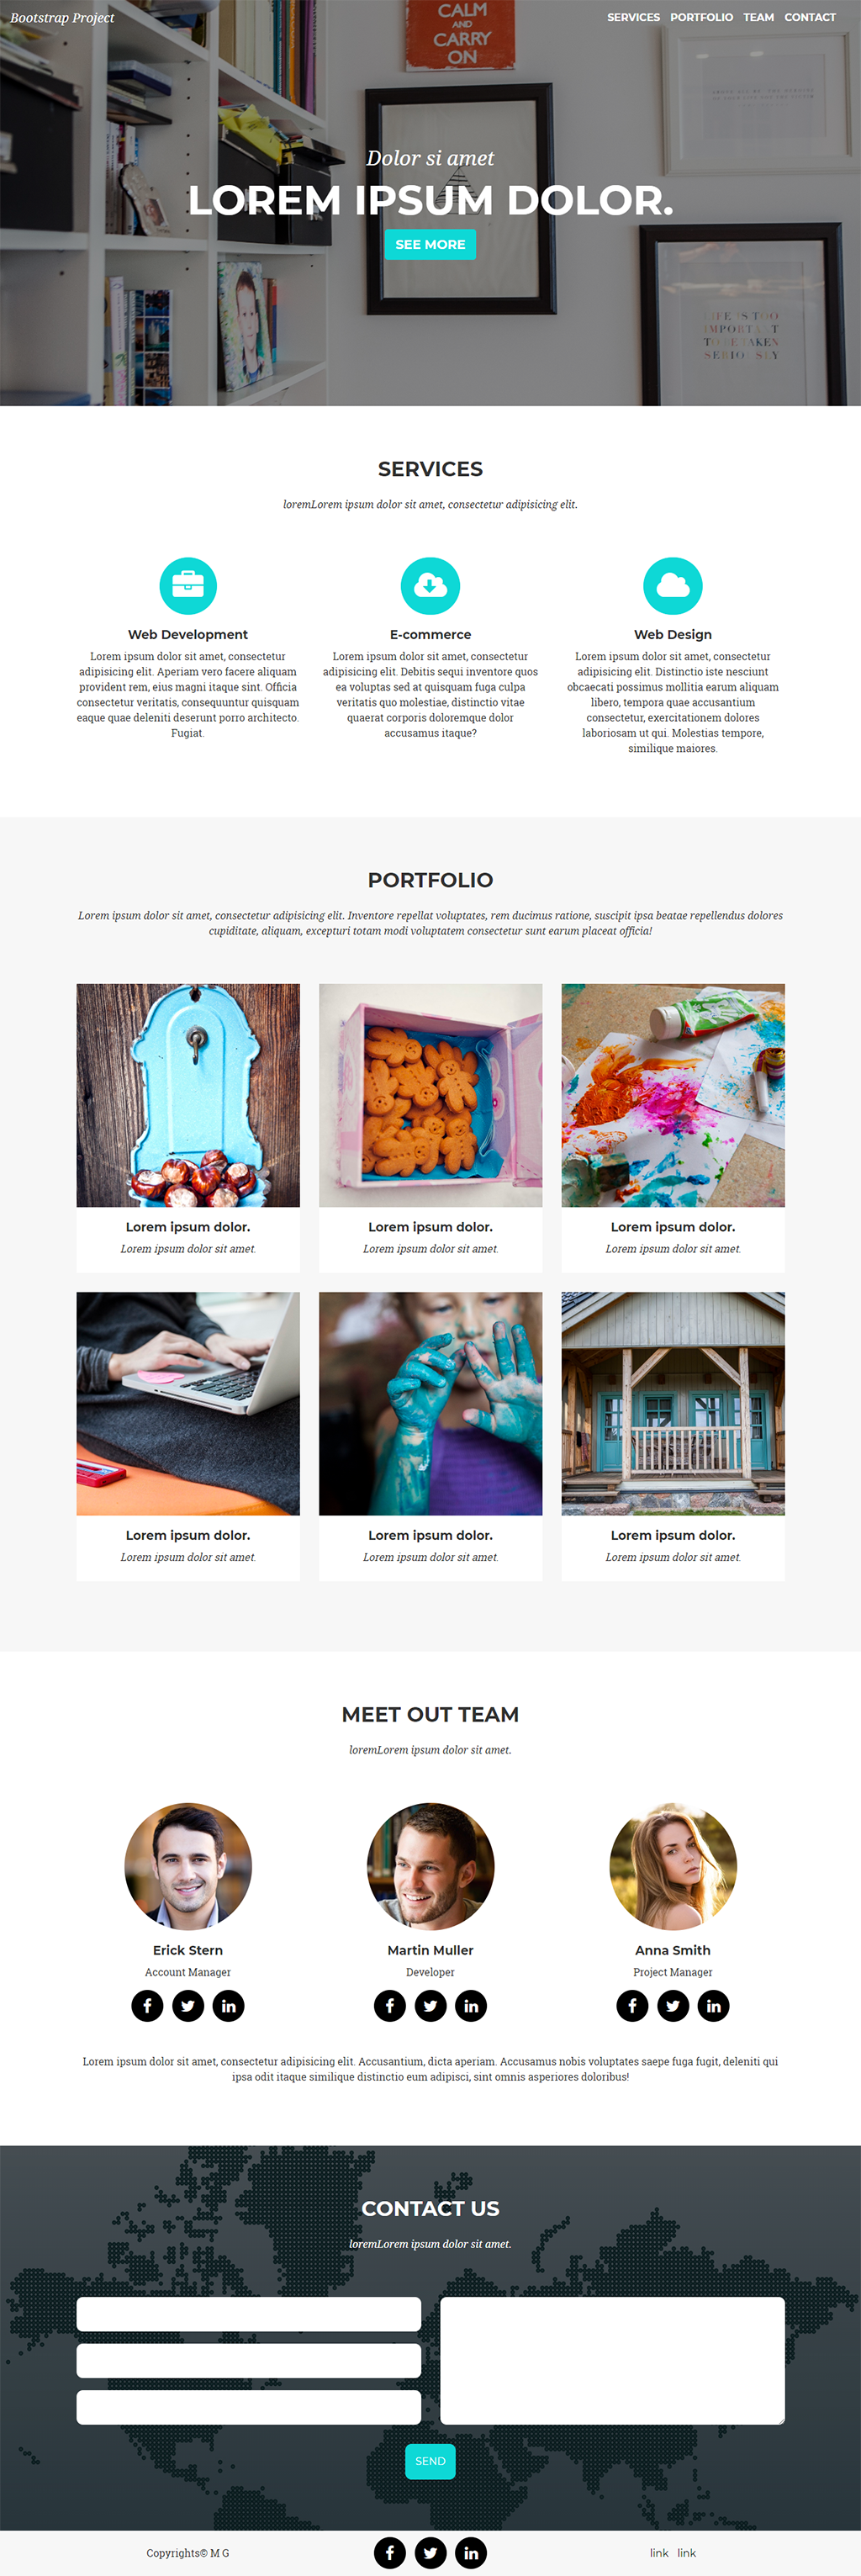 Bootstrap Project
SERVICES PORTFOLIO TEAM CONTACT
CALM
AND
CARRY
ON
Dolor si amet
LOREM IPSUM DOLOR.
SEE MORE
LIFE IS TOO
TO BE TAKEN
SERVICES
loremLorem ipsum dolor sit amet, consectetur adipisicing elit.
Web Development
Lorem ipsum dolor sit amet, consectetur
adipisicing elit. Aperiam vero facere aliquam
provident rem, eius magni itaque sint. Officia
consectetur veritatis, consequuntur quisquam
eaque quae deleniti deserunt porro architecto.
Fugiat.
E-commerce
Lorem ipsum dolor sit amet, consectetur
adipisicing elit. Debitis sequi inventore quos
ea voluptas sed at quisquam fuga culpa
veritatis quo molestiae, distinctio vitae
quaerat corporis doloremque dolor
accusamus itaque?
Web Design
Lorem ipsum dolor sit amet, consectetur
adipisicing elit. Distinctio iste nesciunt
obcaecati possimus mollitia earum aliquam
libero, tempora quae accusantium
consectetur, exercitationem dolores
laboriosam ut qui. Molestias tempore,
similique maiores.
PORTFOLIO
Lorem ipsum dolor sit amet, consectetur adipisicing elit. Inventore repellat voluptates, rem ducimus ratione, suscipit ipsa beatae repellendus dolores
cupiditate, aliquam, excepturi totam modi voluptatem consectetur sunt earum placeat officia!
Lorem ipsum dolor.
Lorem ipsum dolor sit amet.
Lorem ipsum dolor.
Lorem ipsum dolor sit amet.
Lorem ipsum dolor.
Lorem ipsum dolor sit amet.
Lorem ipsum dolor.
Lorem ipsum dolor sit amet.
Lorem ipsum dolor.
Lorem ipsum dolor sit amet.
Lorem ipsum dolor.
Lorem ipsum dolor sit amet.
MEET OUT TEAM
loremLorem ipsum dolor sit amet.
Erick Stern
Account Manager
Martin Muller
Developer
Anna Smith
Project Manager
Lorem ipsum dolor sit amet, consectetur adipisicing elit. Accusantium, dicta aperiam. Accusamus nobis voluptates saepe fuga fugit, deleniti qui
ipsa odit itaque similique distinctio eum adipisci, sint omnis asperiores doloribus!
CONTACT US
loremLorem ipsum dolor sit amet.
SEND
Copyrights© M G
link link